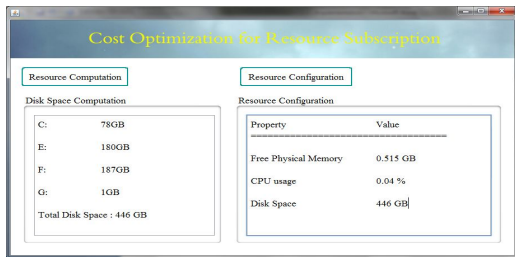 Cost Optimization for Resource Subscription
Resource Computation
Resource Configuration
Disk Space Computation
C: 78GB
E: 180GB
F: 187GB
G: 1GB
Total Disk Space : 446 GB
Resource Configuration
Property Value
==========================================
Free Physical Memory 0.515 GB
CPU usage 0.04 %
Disk Space 446 GB